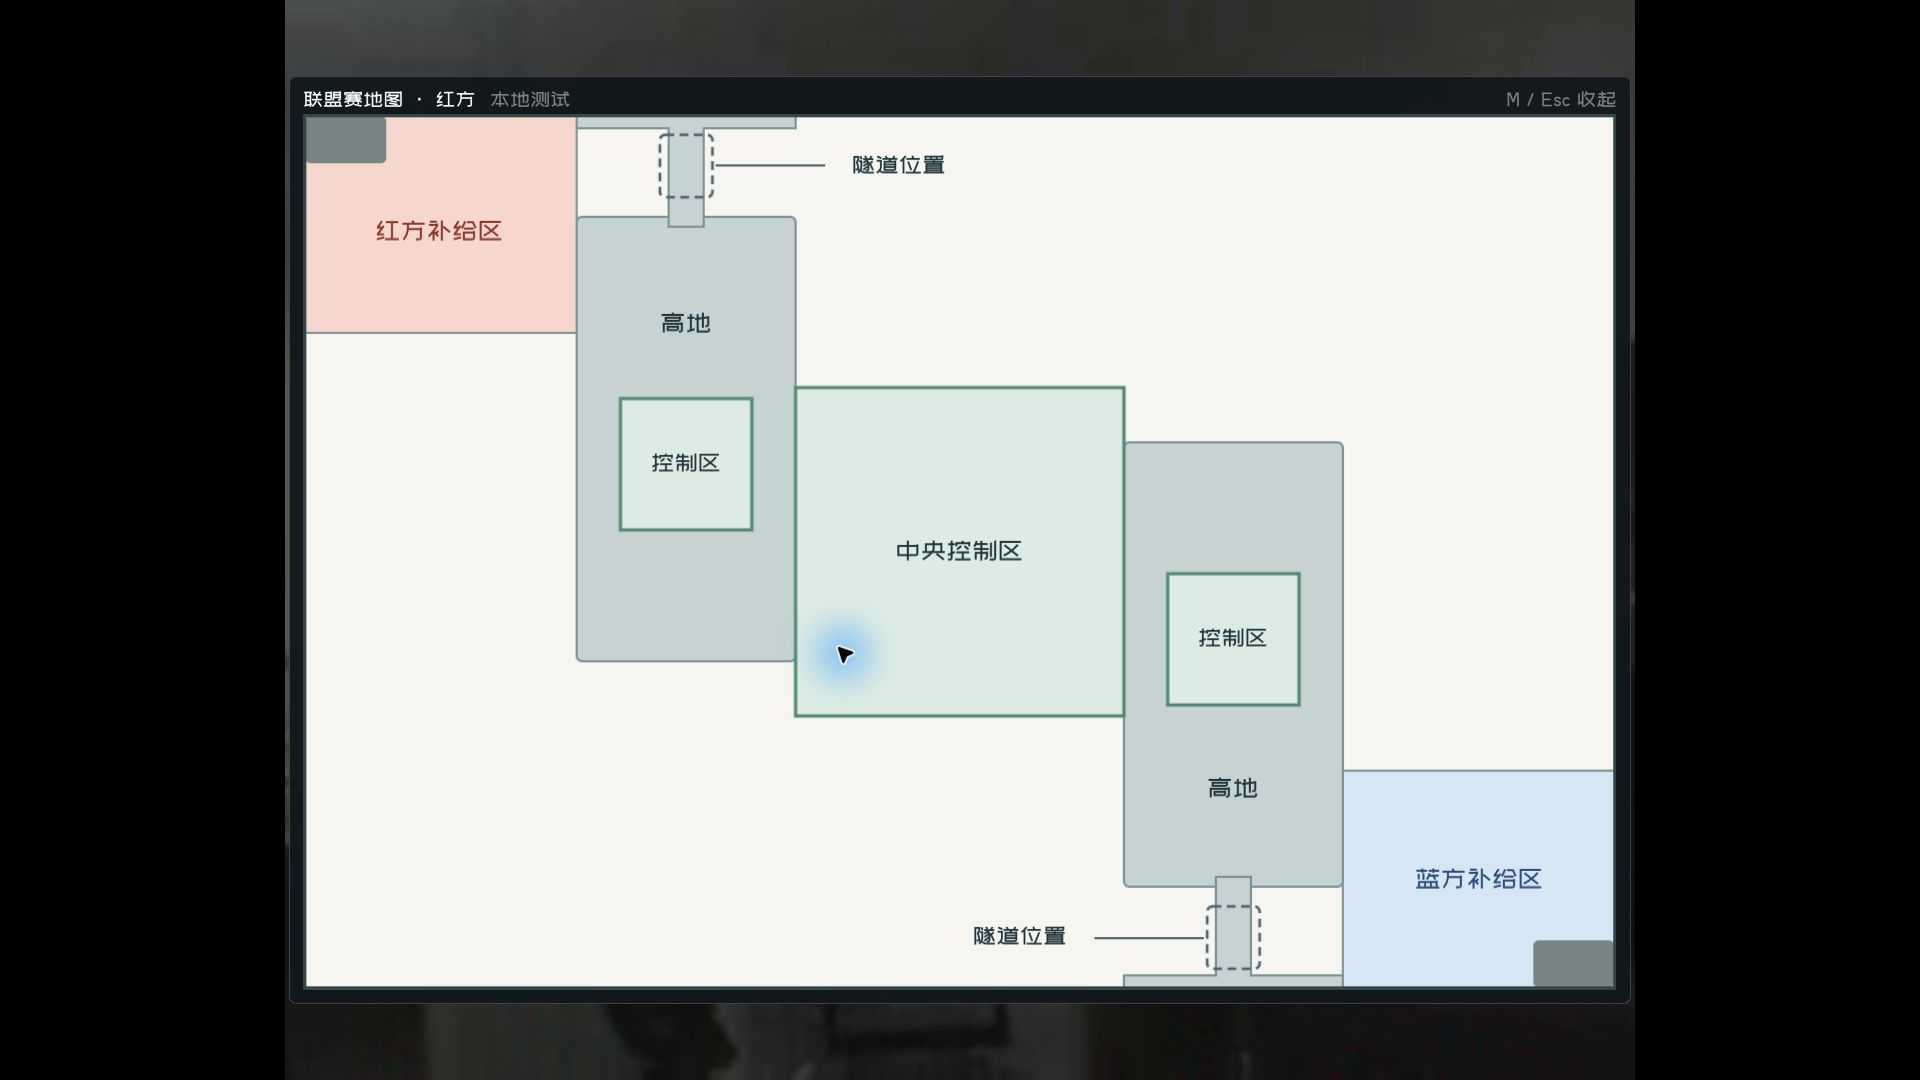 联盟赛地图 · 红方 本地测试
M / Esc 收起
隧道位置
红方补给区
高地
控制区
中央控制区
控制区
高地
蓝方补给区
隧道位置